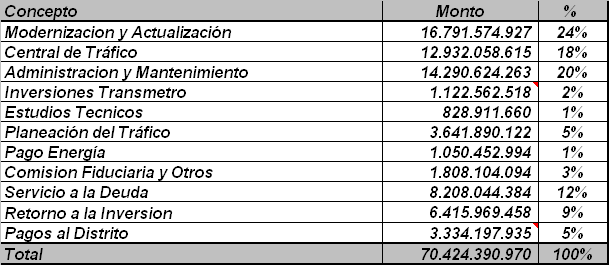 Concepto Monto %
Modernizacion y Actualización 16.791.574.927 24%
Central de Tráfico 12.932.058.615 18%
Administracion y Mantenimiento 14.290.624.263 20%
Inversiones Transmetro 1.122.562.518 2%
Estudios Tecnicos 828.911.660 1%
Planeación del Tráfico 3.641.890.122 5%
Pago Energía 1.050.452.994 1%
Comision Fiduciaria y Otros 1.808.104.094 3%
Servicio a la Deuda 8.208.044.384 12%
Retorno a la Inversion 6.415.969.458 9%
Pagos al Distrito 3.334.197.935 5%
Total 70.424.390.970 100%